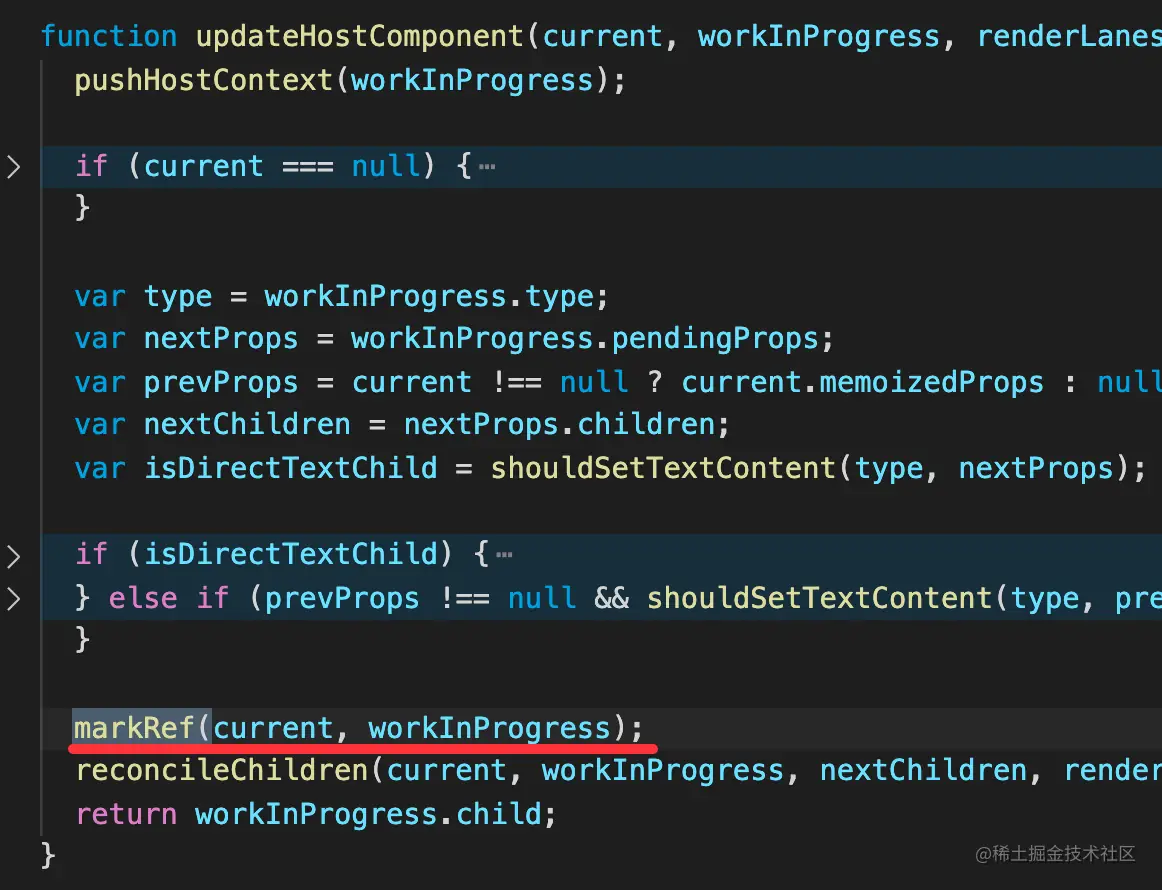 function updateHostComponent(current, workInProgress, renderLanes
pushHostContext(workInProgress);
if (current === null) {…
}
var type = workInProgress.type;
var nextProps = workInProgress.pendingProps;
var prevProps = current !== null ? current.memoizedProps : null
var nextChildren = nextProps.children;
var isDirectTextChild = shouldSetTextContent(type, nextProps);
if (isDirectTextChild) {…
} else if (prevProps !== null && shouldSetTextContent(type, pre
}
markRef(current, workInProgress);
reconcileChildren(current, workInProgress, nextChildren, render
return workInProgress.child;
}
@稀土掘金技术社区